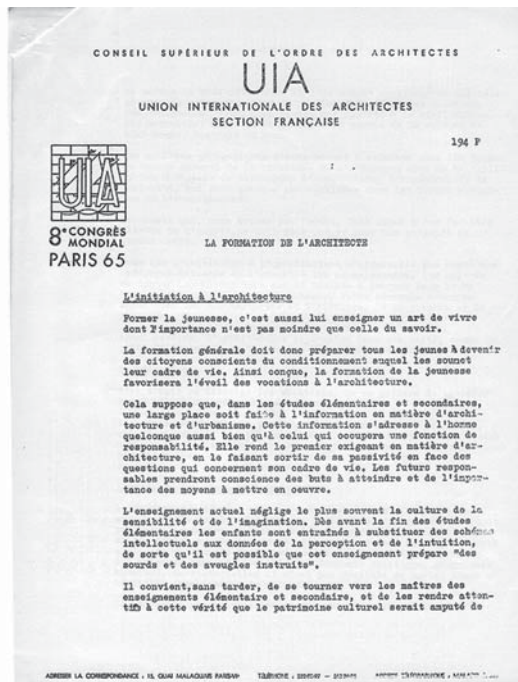 CONSEIL SUPÉRIEUR DE L'ORDRE DES ARCHITECTES
UIA
UNION INTERNATIONALE DES ARCHITECTES
SECTION FRANÇAISE
194 P
UIA
8e CONGRÈS
MONDIAL
PARIS 65
LA FORMATION DE L'ARCHITECTE
L'initiation à l'architecture
Former la jeunesse, c'est aussi lui enseigner un art de vivre
dont l'importance n'est pas moindre que celle du savoir.
La formation générale doit donc préparer tous les jeunes à devenir
des citoyens conscients du conditionnement auquel les soumet
leur cadre de vie. Ainsi conçue, la formation de la jeunesse
favorisera l'éveil des vocations à l'architecture.
Cela suppose que, dans les études élémentaires et secondaires,
une large place soit faite à l'information en matière d'archi-
tecture et d'urbanisme. Cette information s'adresse à l'homme
quelconque aussi bien qu'à celui qui occupera une fonction de
responsabilité. Elle rend le premier exigeant en matière d'ar-
chitecture, en le faisant sortir de sa passivité en face des
questions qui concernent son cadre de vie. Les futurs respon-
sables prendront conscience des buts à atteindre et de l'impor-
tance des moyens à mettre en oeuvre.
L'enseignement actuel néglige le plus souvent la culture de la
sensibilité et de l'imagination. Dès avant la fin des études
élémentaires les enfants sont entraînés à substituer des schémas
intellectuels aux données de la perception et de l'intuition,
de sorte qu'il est possible que cet enseignement prépare "des
sourds et des aveugles instruits".
Il convient,sans tarder, de se tourner vers les maîtres des
enseignements élémentaire et secondaire, et de les rendre atten-
tifs à cette vérité que le patrimoine culturel serait amputé de
ADRESSER LA CORRESPONDANCE : 15, QUAI MALAQUAIS PARIS-VIe TÉLÉPHONE :